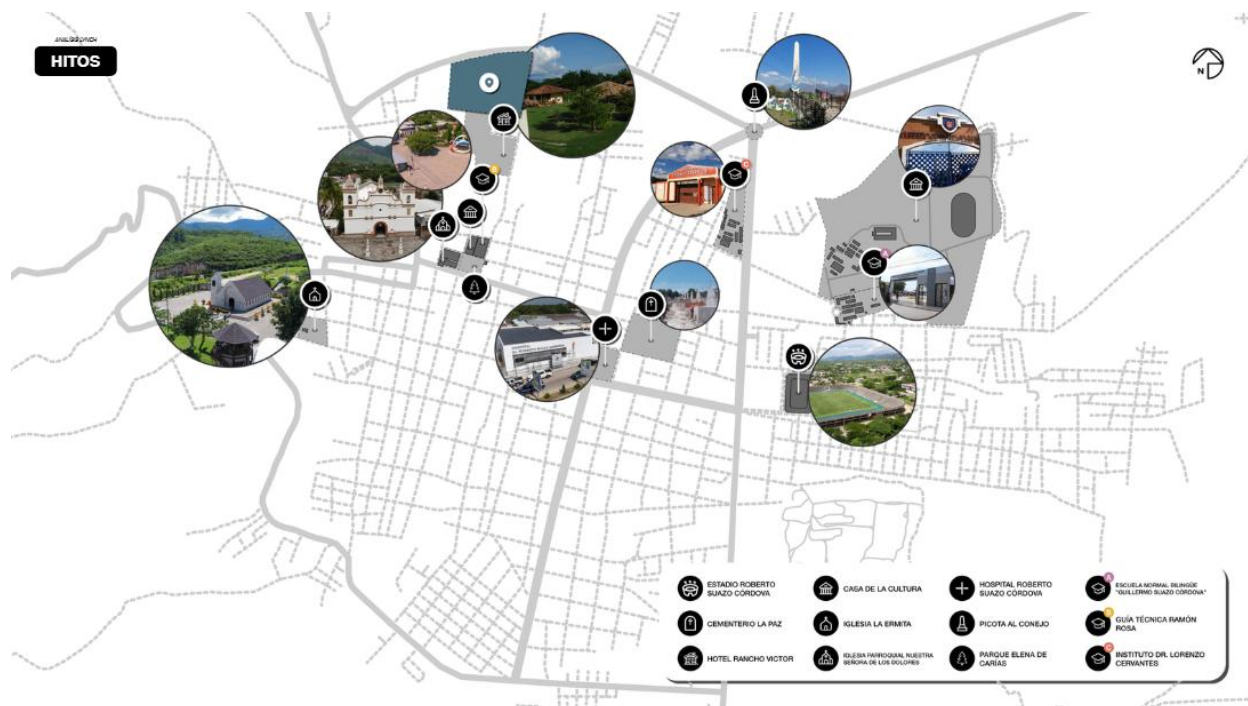 ANÁLISIS LYNCH
HITOS
N
B
C
A
ESTADIO ROBERTO
SUAZO CÓRDOVA
CASA DE LA CULTURA
HOSPITAL ROBERTO
SUAZO CÓRDOVA
A
ESCUELA NORMAL BILINGÜE
"GUILLERMO SUAZO CÓRDOVA"
CEMENTERIO LA PAZ
IGLESIA LA ERMITA
PICOTA AL CONEJO
B
GUÍA TÉCNICA RAMÓN
ROSA
HOTEL RANCHO VICTOR
IGLESIA PARROQUIAL NUESTRA
SEÑORA DE LOS DOLORES
PARQUE ELENA DE
CARÍAS
C
INSTITUTO DR. LORENZO
CERVANTES